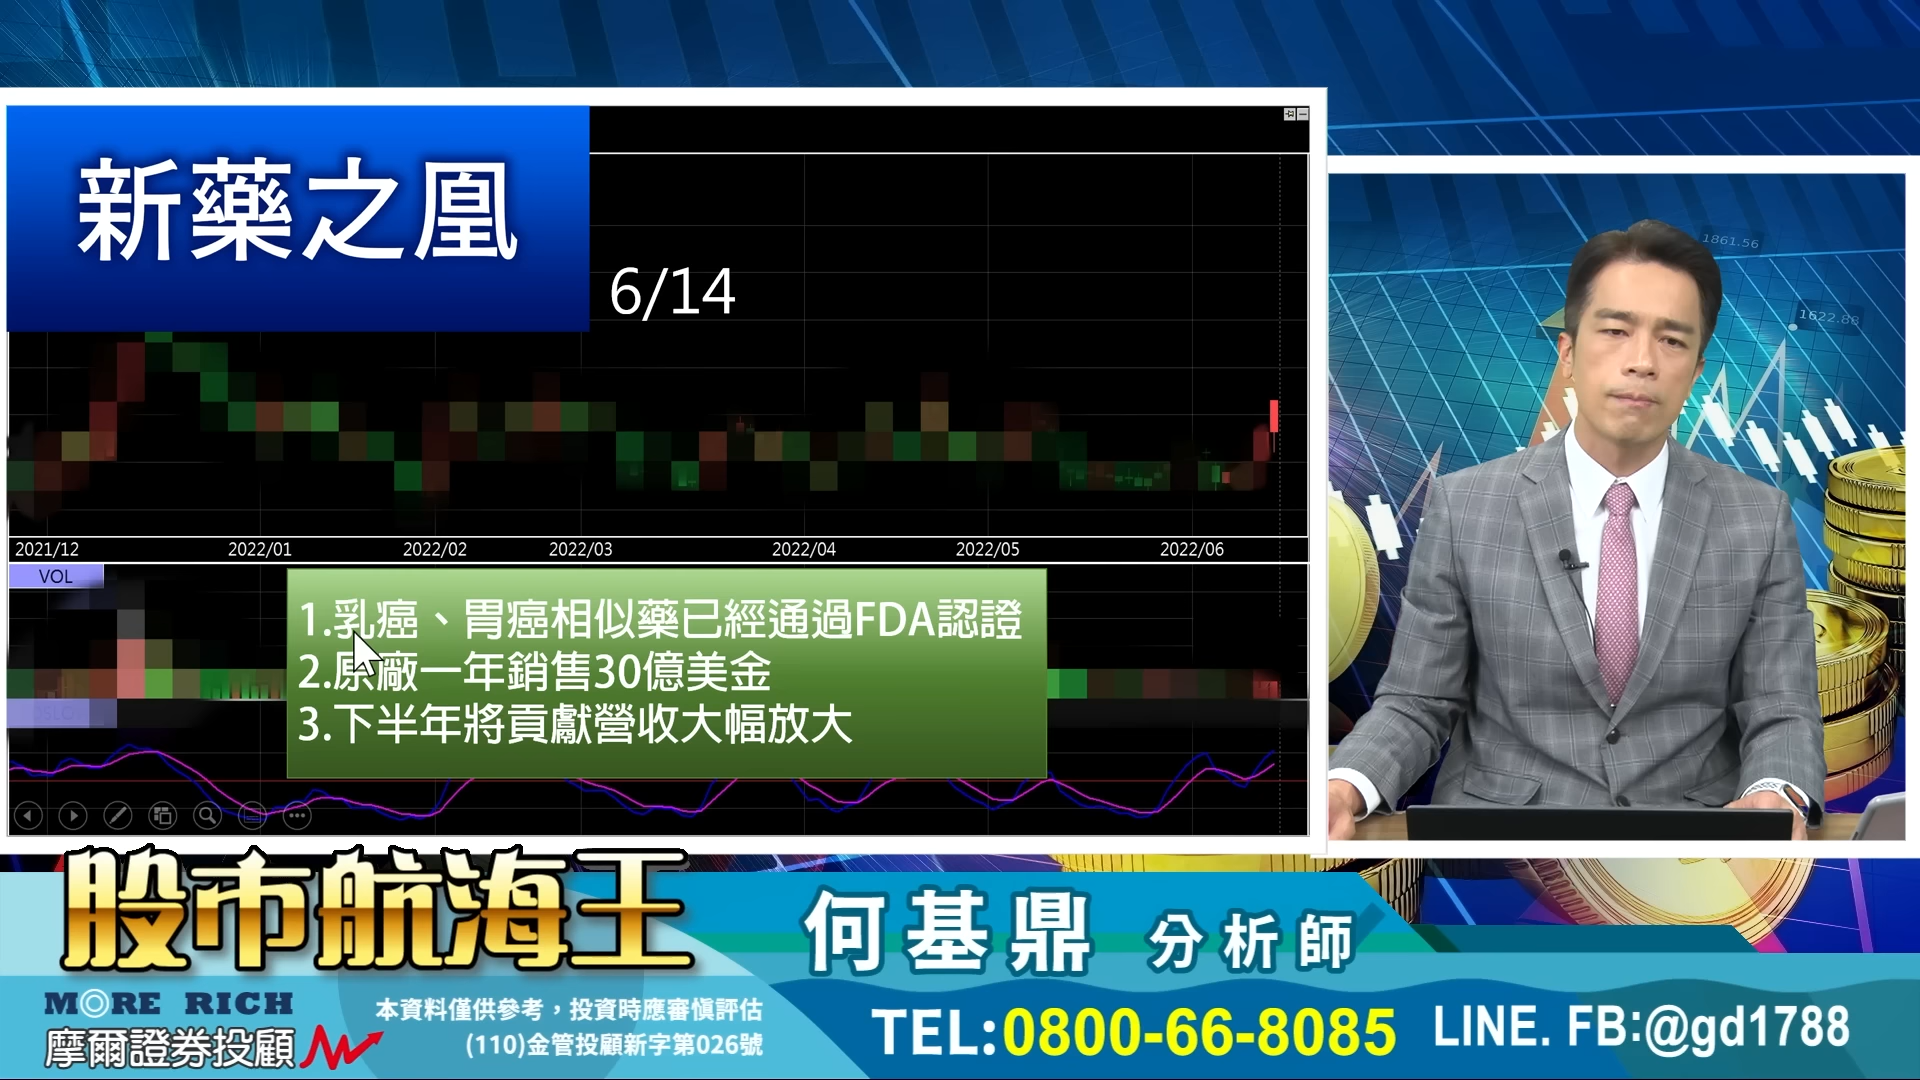 新藥之凰
6/14
1861.56
1622.88
2021/12 2022/01 2022/02 2022/03 2022/04 2022/05 2022/06
VOL
1.乳癌、胃癌相似藥已經通過FDA認證
2.原廠一年銷售30億美金
3.下半年將貢獻營收大幅放大
股市航海王
何基鼎 分析師
MORE RICH
摩爾證券投顧
本資料僅供參考，投資時應審慎評估
(110)金管投顧新字第026號
TEL:0800-66-8085
LINE. FB:@gd1788